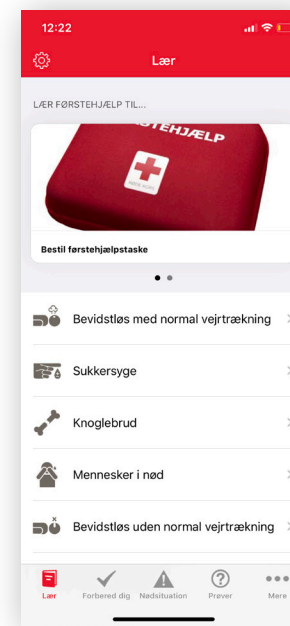 12:22
Lær
LÆR FØRSTEHJÆLP TIL...
STEHJÆLP
Bestil førstehjælpstaske
Bevidstløs med normal vejrtrækning
Sukkersyge
Knoglebrud
Mennesker i nød
Bevidstløs uden normal vejrtrækning
Lær
Forbered dig
Nødsituation
Prøver
Mere